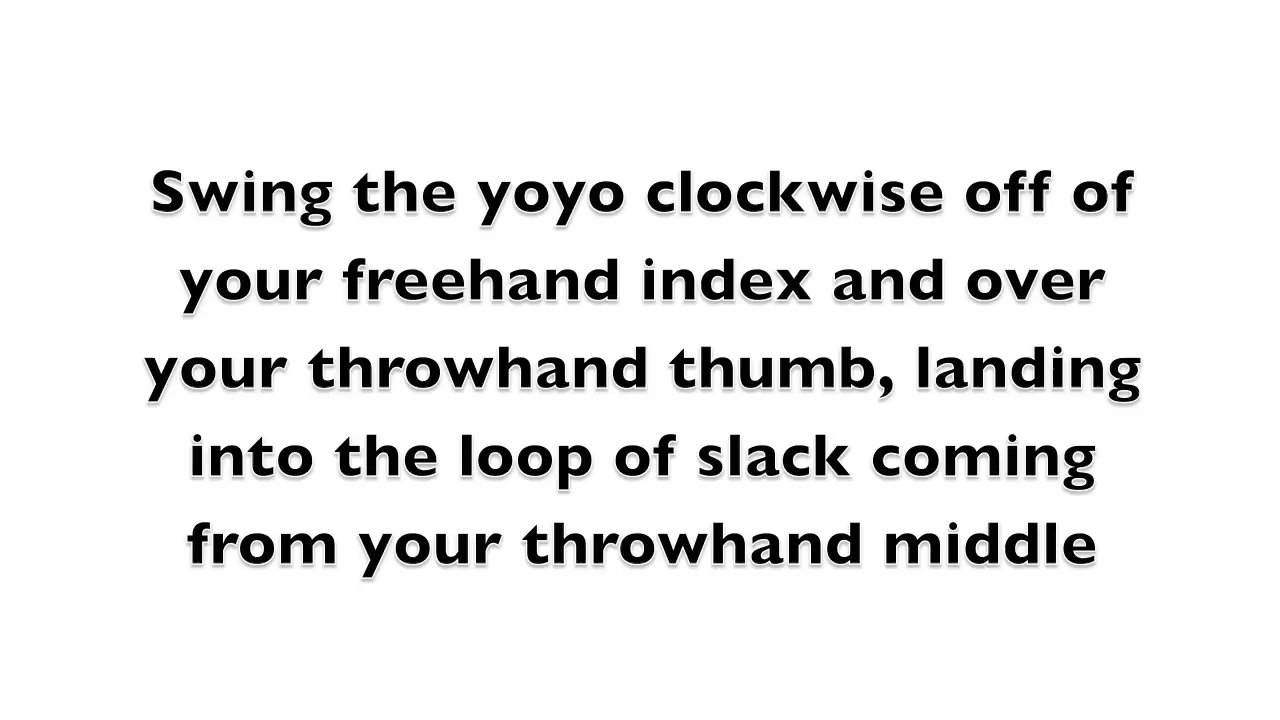 Swing the yoyo clockwise off of
your freehand index and over
your throwhand thumb, landing
into the loop of slack coming
from your throwhand middle